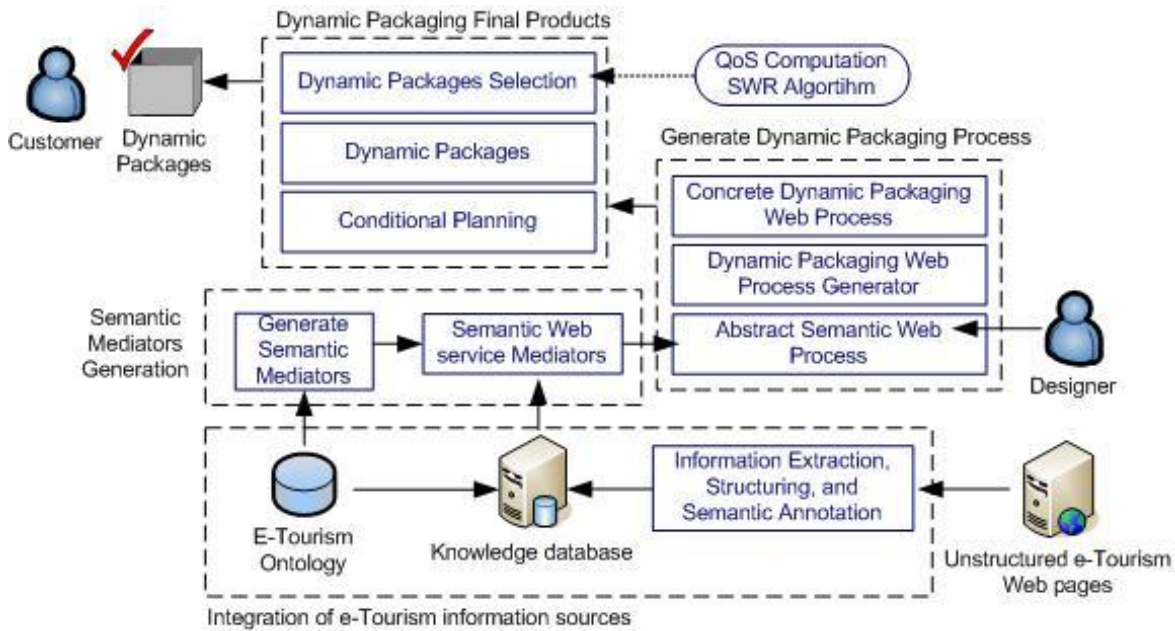 Dynamic Packaging Final Products
Customer
Dynamic
Packages
Dynamic Packages Selection
Dynamic Packages
Conditional Planning
QoS Computation
SWR Algortihm
Generate Dynamic Packaging Process
Concrete Dynamic Packaging
Web Process
Dynamic Packaging Web
Process Generator
Abstract Semantic Web
Process
Designer
Semantic
Mediators
Generation
Generate
Semantic
Mediators
Semantic Web
service Mediators
E-Tourism
Ontology
Knowledge database
Information Extraction,
Structuring, and
Semantic Annotation
Unstructured e-Tourism
Web pages
Integration of e-Tourism information sources